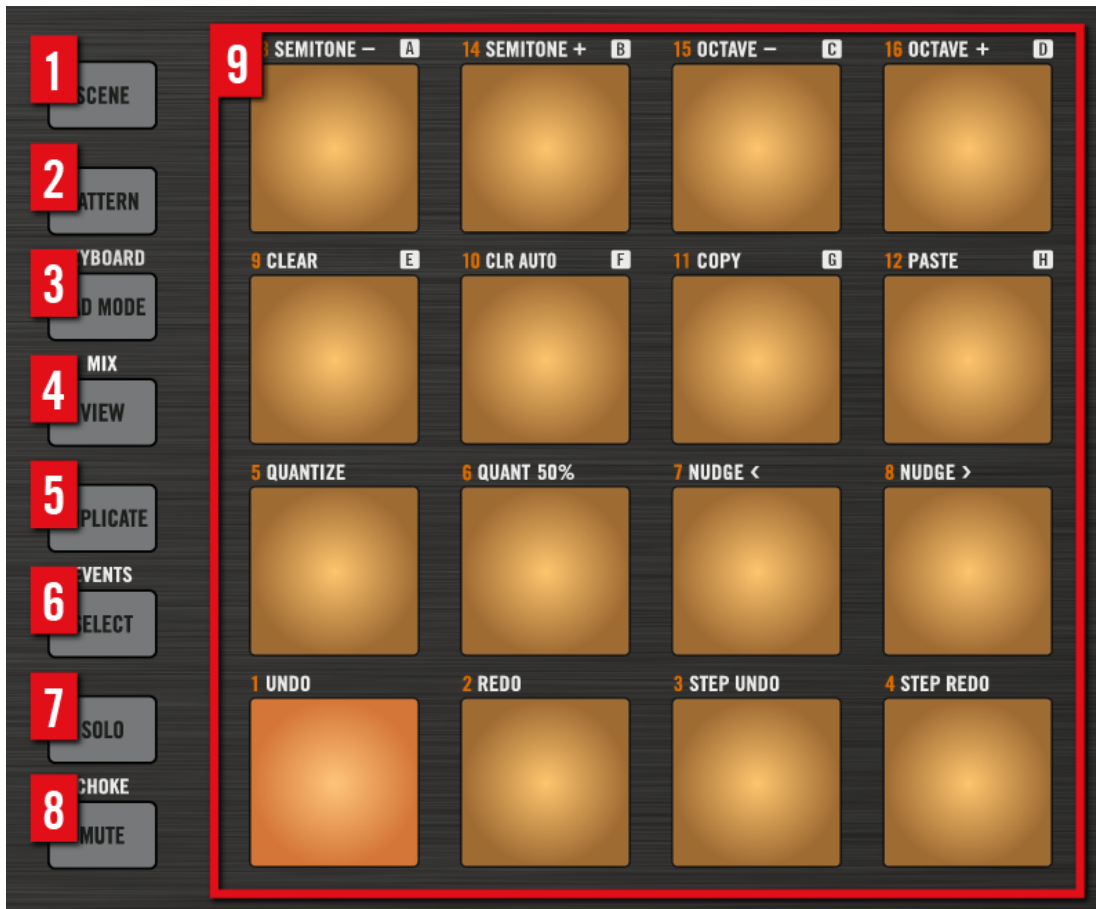 1
SCENE
2
ATTERN
YBOARD
3
D MODE
MIX
4
VIEW
5
PLICATE
EVENTS
6
SELECT
7
SOLO
CHOKE
8
MUTE
9
3 SEMITONE – A 14 SEMITONE + B 15 OCTAVE – C 16 OCTAVE + D
9 CLEAR E 10 CLR AUTO F 11 COPY G 12 PASTE H
5 QUANTIZE 6 QUANT 50% 7 NUDGE < 8 NUDGE >
1 UNDO 2 REDO 3 STEP UNDO 4 STEP REDO